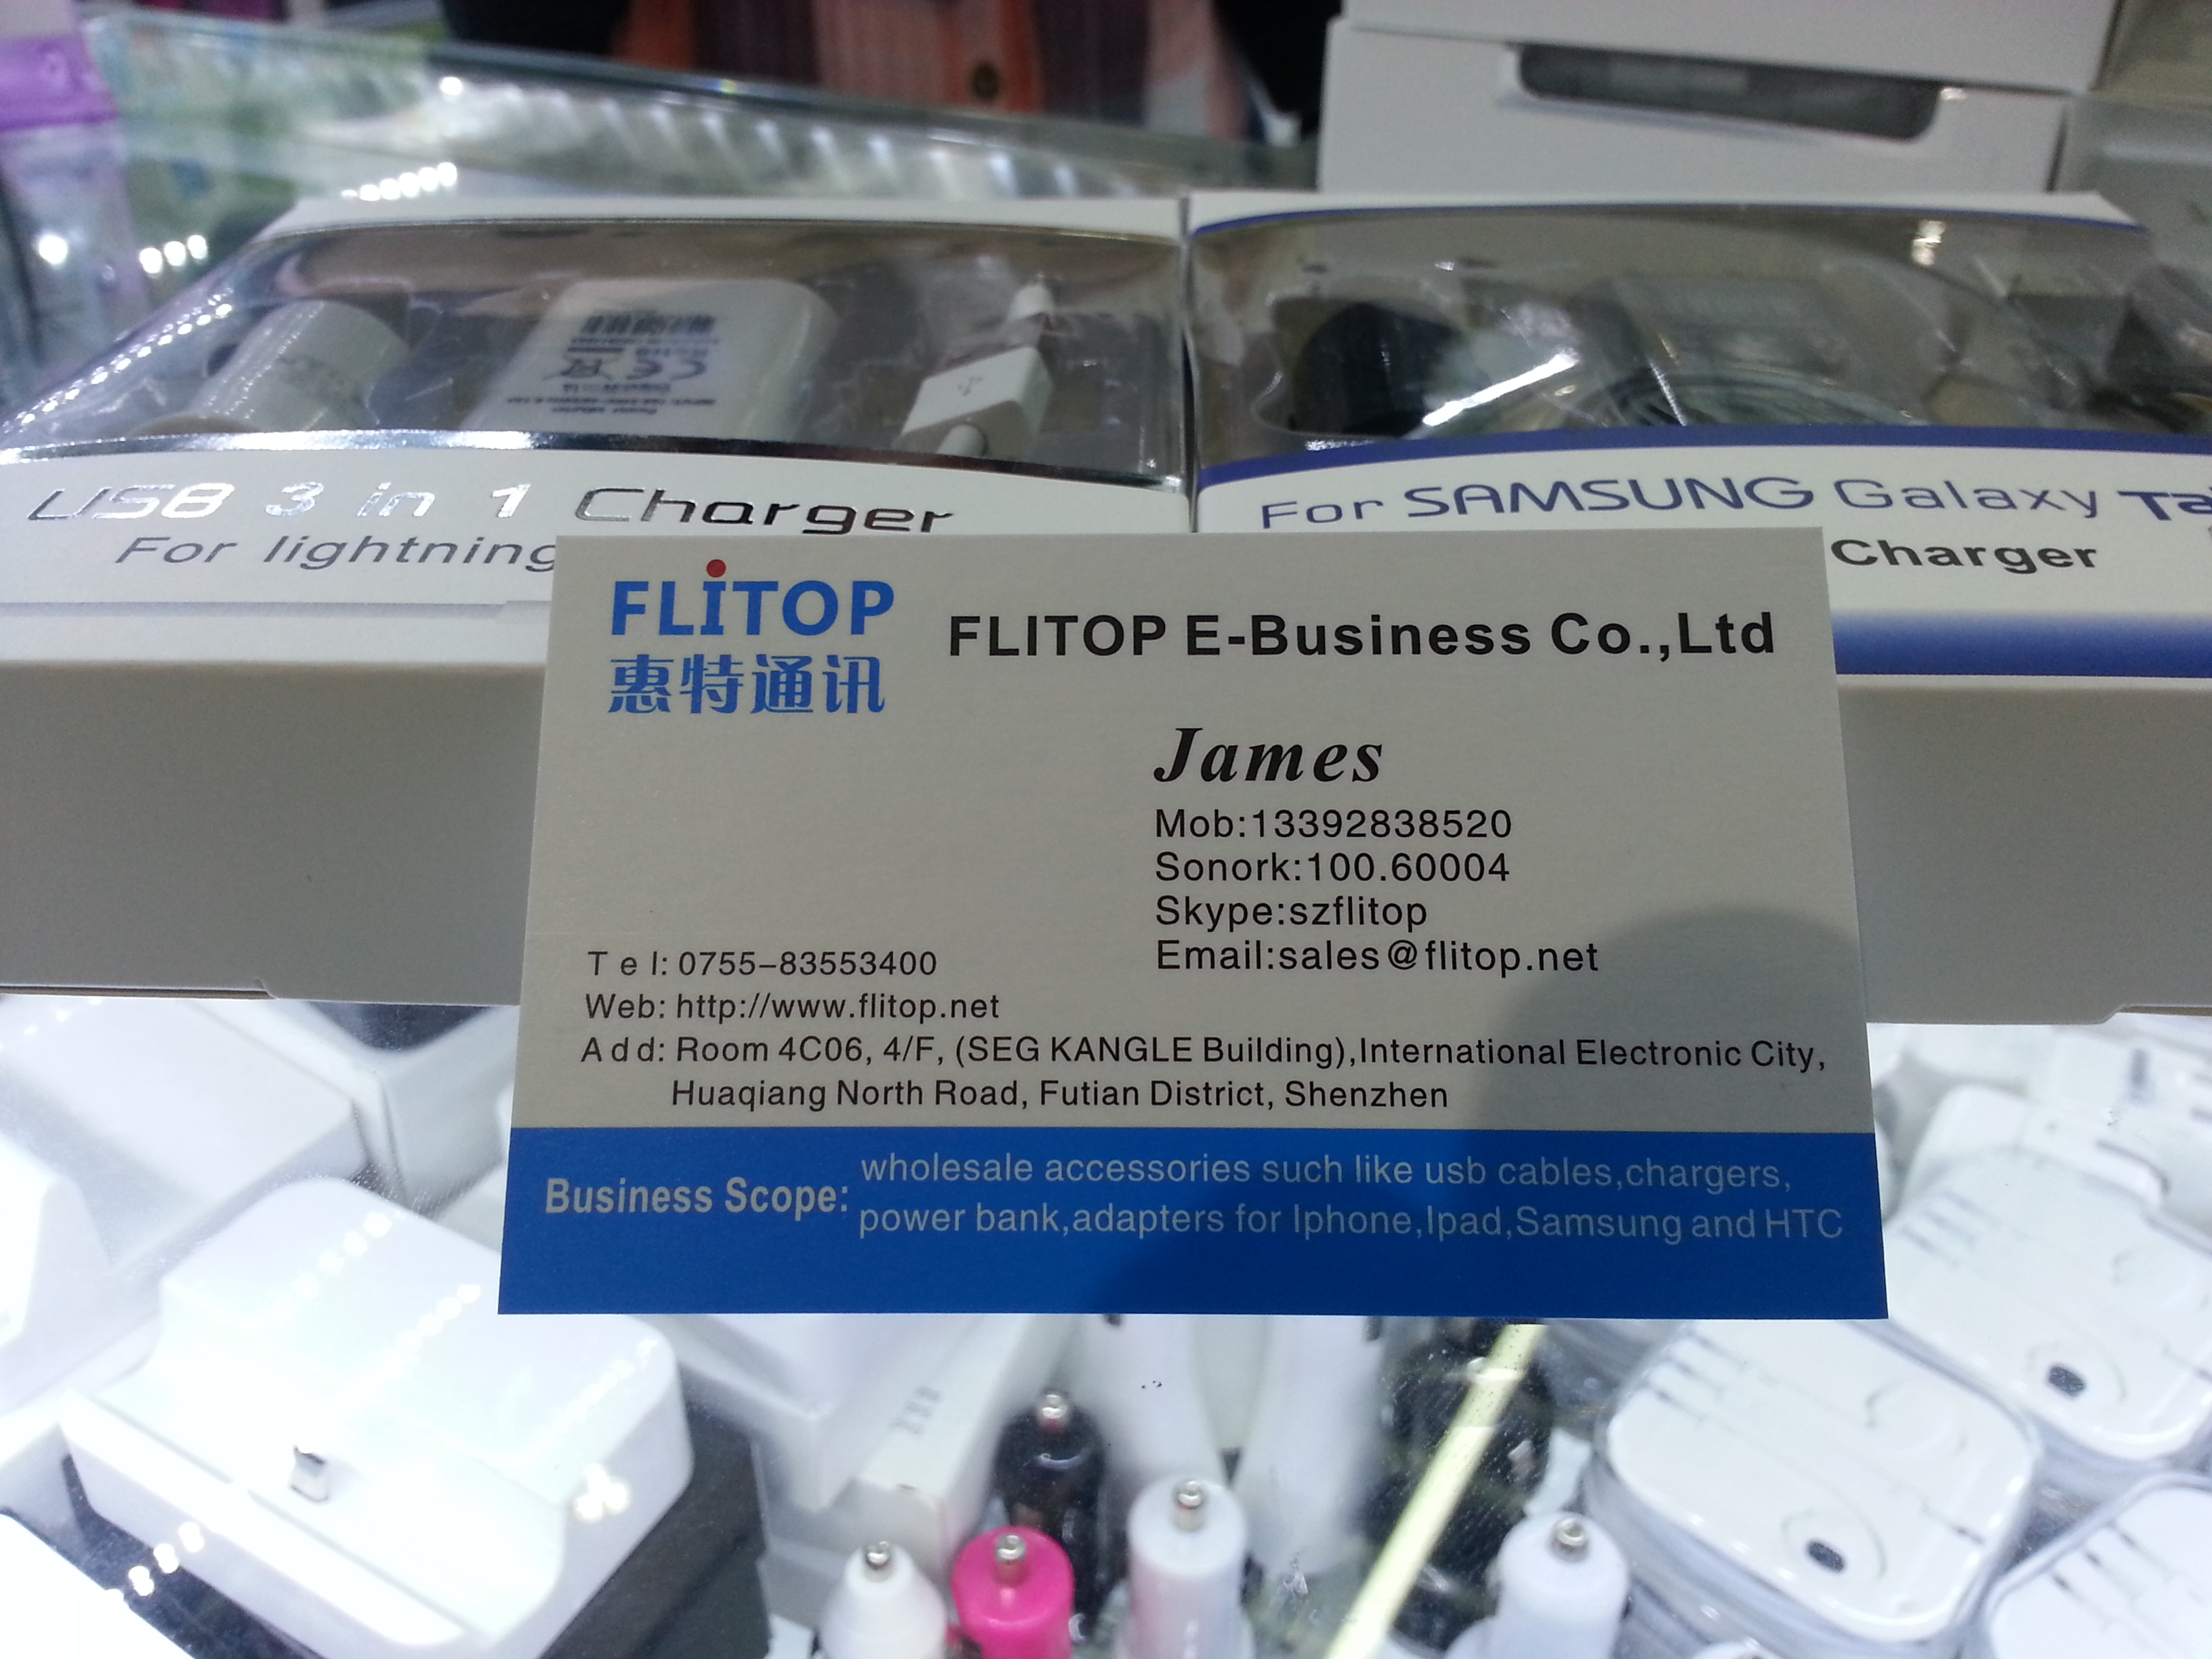 USB 3 in 1 Charger
For lightning
For SAMSUNG Galaxy
Charger
FLITOP
惠特通讯
FLITOP E-Business Co.,Ltd
James
Mob:13392838520
Sonork:100.60004
Skype:szflitop
Email:sales@flitop.net
Tel: 0755-83553400
Web: http://www.flitop.net
Add: Room 4C06, 4/F, (SEG KANGLE Building),International Electronic City,
Huaqiang North Road, Futian District, Shenzhen
Business Scope:
wholesale accessories such like usb cables,chargers,
power bank,adapters for Iphone,Ipad,Samsung and HTC